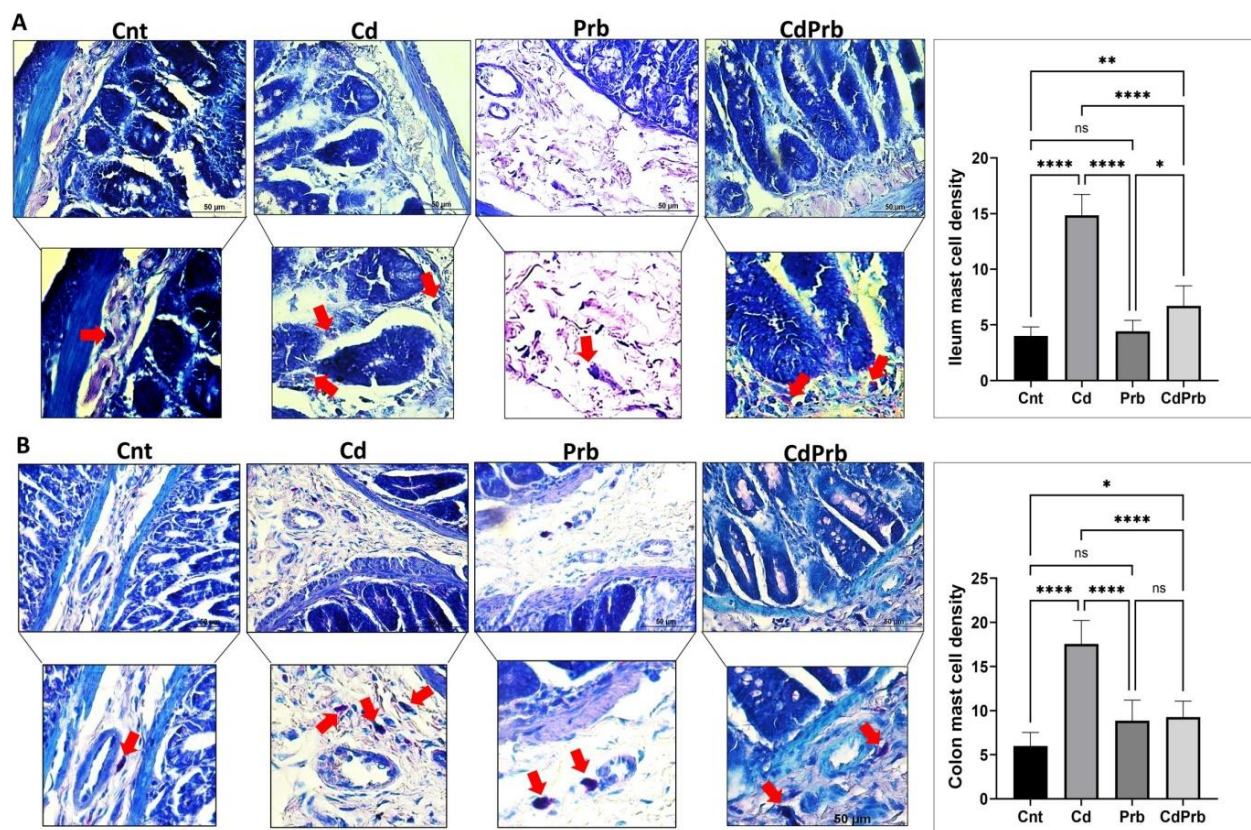 A
Cnt Cd Prb CdPrb
50 µm 50 µm 50 µm 50 µm
**
****
ns
**** **** *
Ileum mast cell density
20
15
10
5
0
Cnt Cd Prb CdPrb
B
Cnt Cd Prb CdPrb
50 µm 50 µm 50 µm 50 µm
*
****
ns
**** **** ns
Colon mast cell density
25
20
15
10
5
0
Cnt Cd Prb CdPrb
50 µm